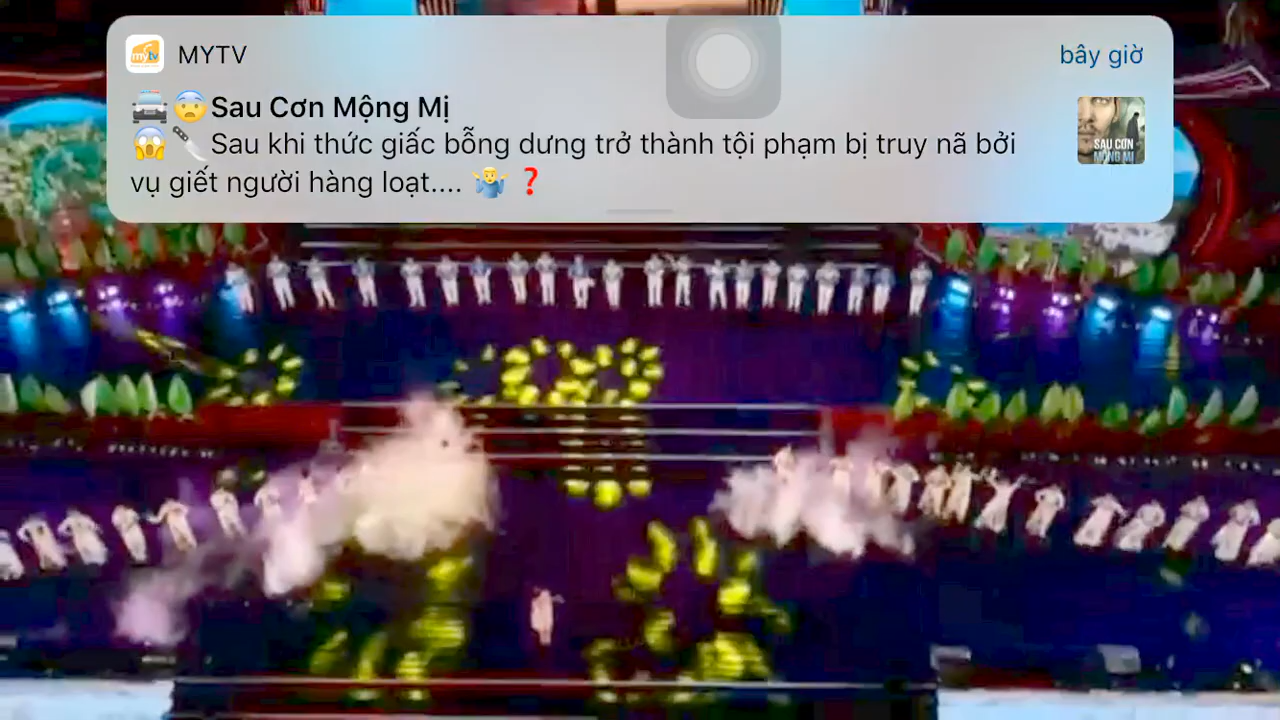 MYTV
bây giờ
🚔😨Sau Cơn Mộng Mị
😱🔪Sau khi thức giấc bỗng dưng trở thành tội phạm bị truy nã bởi
vụ giết người hàng loạt.... 🤷‍♂️❓
mytv
SAU CƠN
MỘNG MỊ